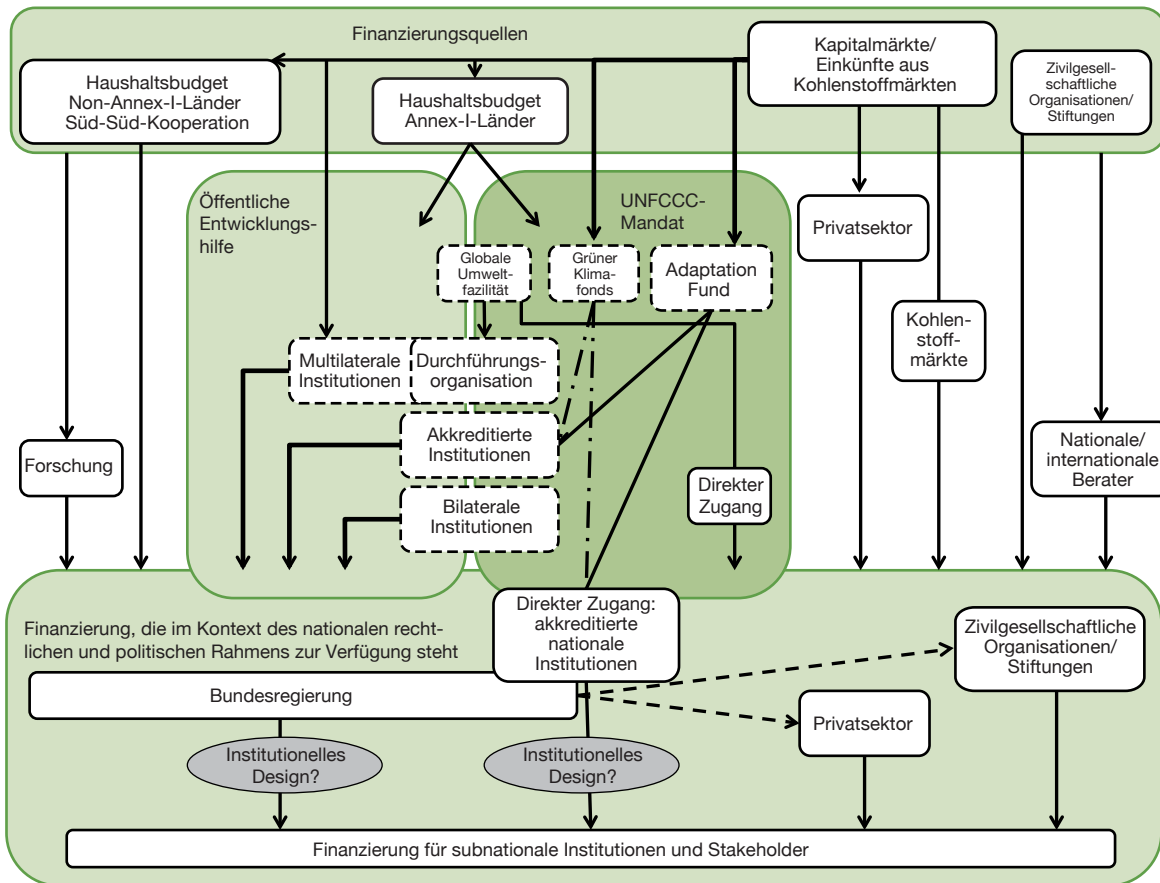 Finanzierungsquellen
Haushaltsbudget
Non-Annex-I-Länder
Süd-Süd-Kooperation
Haushaltsbudget
Annex-I-Länder
Kapitalmärkte/
Einkünfte aus
Kohlenstoffmärkten
Zivilgesell-
schaftliche
Organisationen/
Stiftungen
Öffentliche
Entwicklungs-
hilfe
UNFCCC-
Mandat
Privatsektor
Globale
Umwelt-
fazilität
Grüner
Klima-
fonds
Adaptation
Fund
Kohlen-
stoff-
märkte
Multilaterale
Institutionen
Durchführungs-
organisation
Akkreditierte
Institutionen
Bilaterale
Institutionen
Direkter
Zugang
Forschung
Nationale/
internationale
Berater
Finanzierung, die im Kontext des nationalen recht-
lichen und politischen Rahmens zur Verfügung steht
Direkter Zugang:
akkreditierte
nationale
Institutionen
Zivilgesellschaftliche
Organisationen/
Stiftungen
Bundesregierung
Privatsektor
Institutionelles
Design?
Institutionelles
Design?
Finanzierung für subnationale Institutionen und Stakeholder